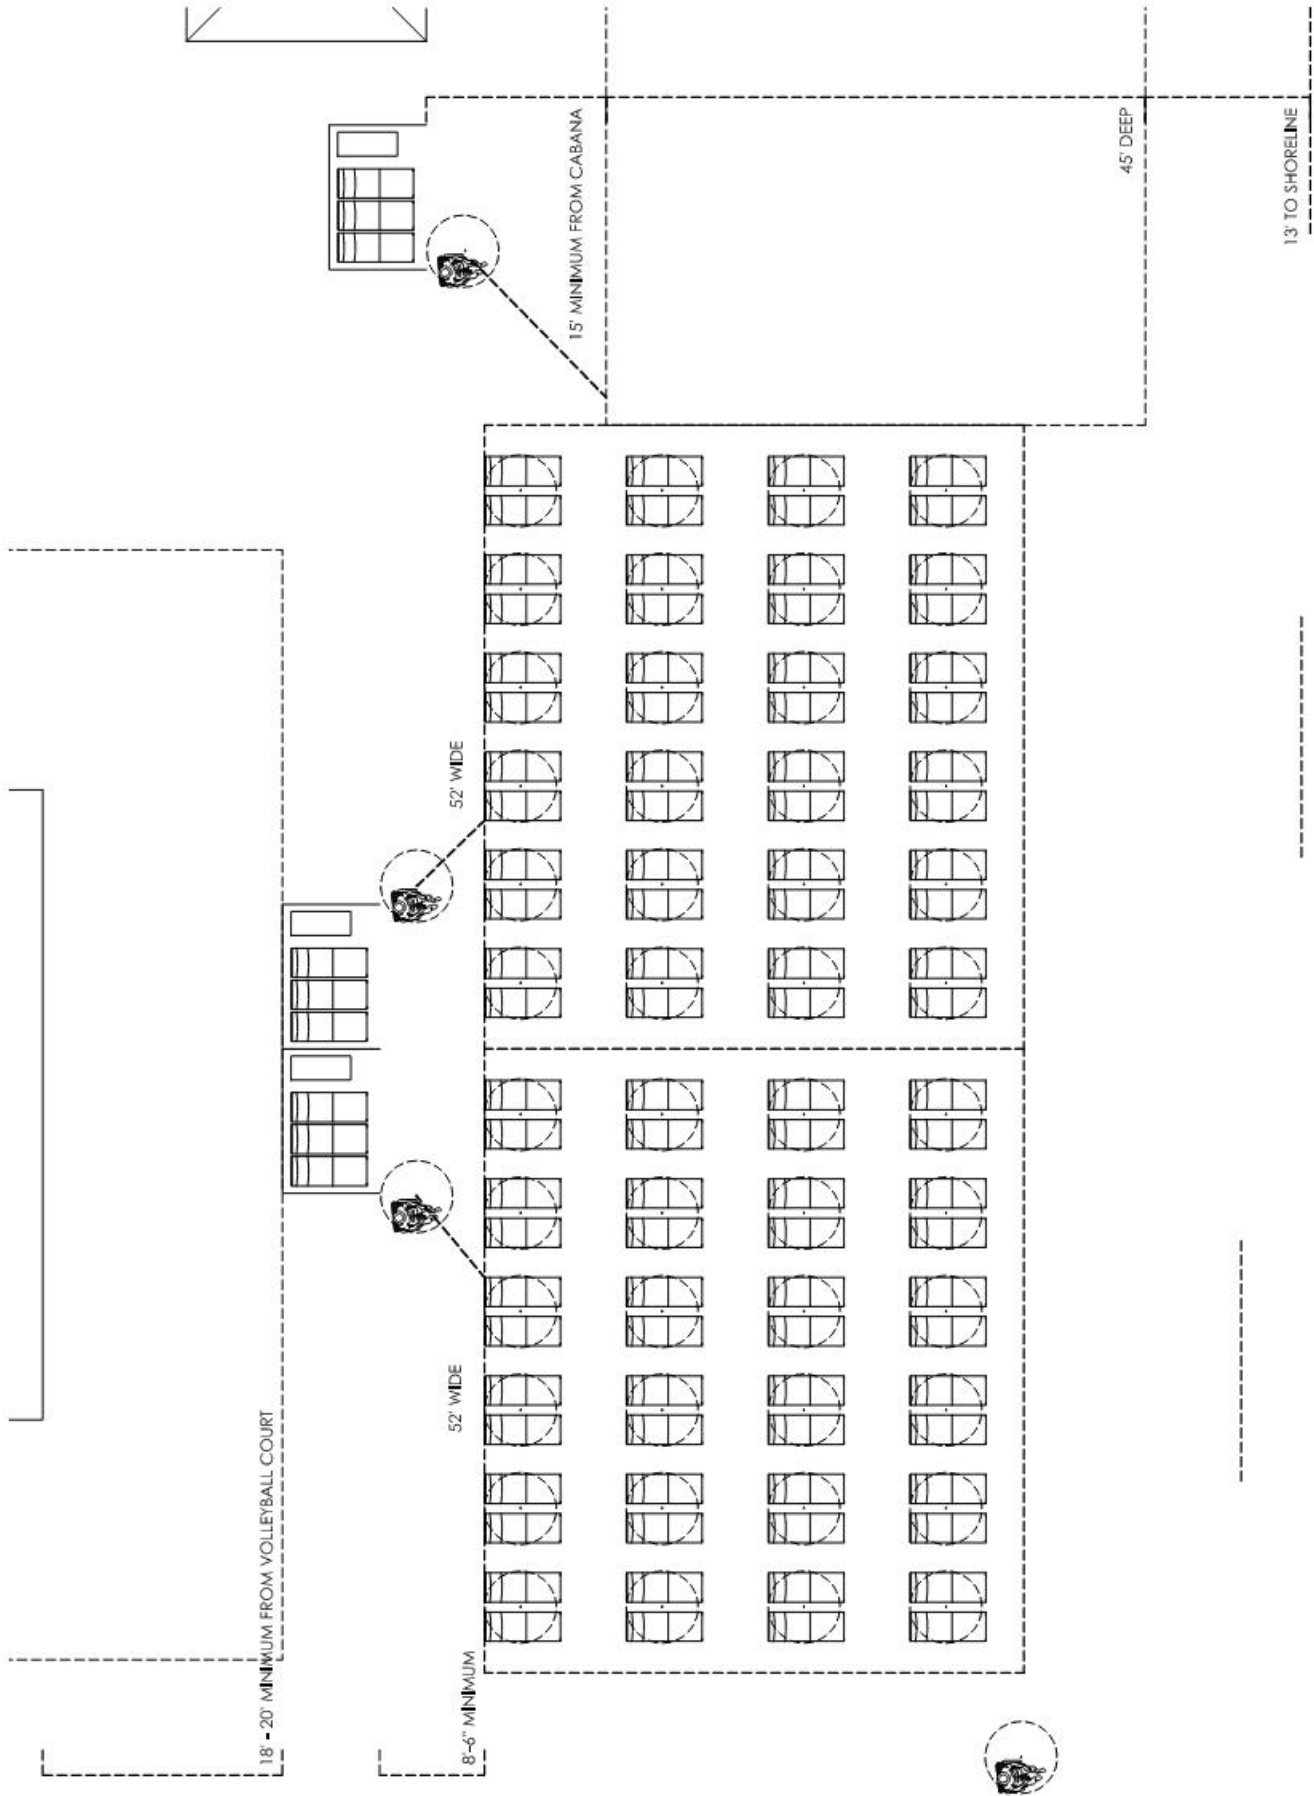 15' MINIMUM FROM CABANA
45' DEEP
13' TO SHORELINE
52' WIDE
52' WIDE
18' - 20' MINIMUM FROM VOLLEYBALL COURT
8'-6" MINIMUM